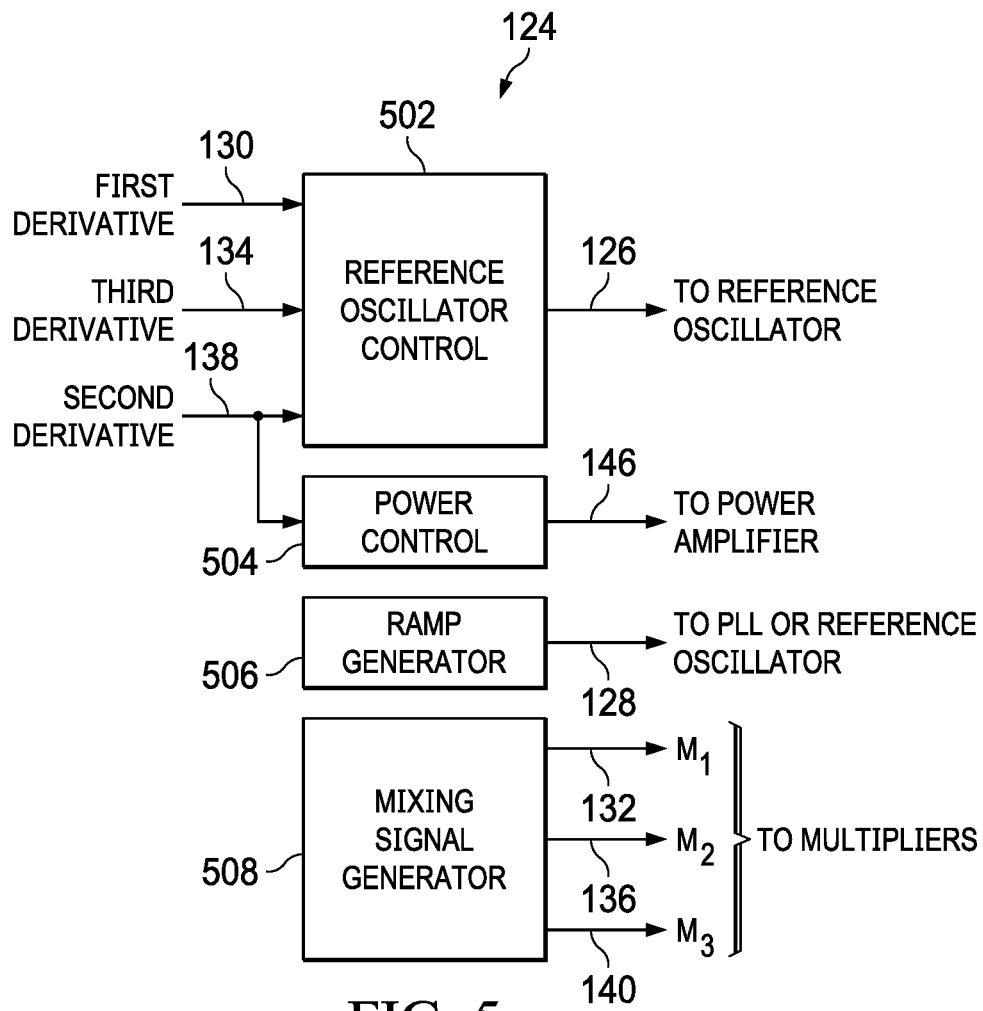 124
502
130
FIRST
DERIVATIVE
134
THIRD
DERIVATIVE
138
SECOND
DERIVATIVE
REFERENCE
OSCILLATOR
CONTROL
126
TO REFERENCE
OSCILLATOR
POWER
CONTROL
504
146
TO POWER
AMPLIFIER
RAMP
GENERATOR
506
128
TO PLL OR REFERENCE
OSCILLATOR
MIXING
SIGNAL
GENERATOR
508
132
M1
136
M2
140
M3
TO MULTIPLIERS
FIG. 5